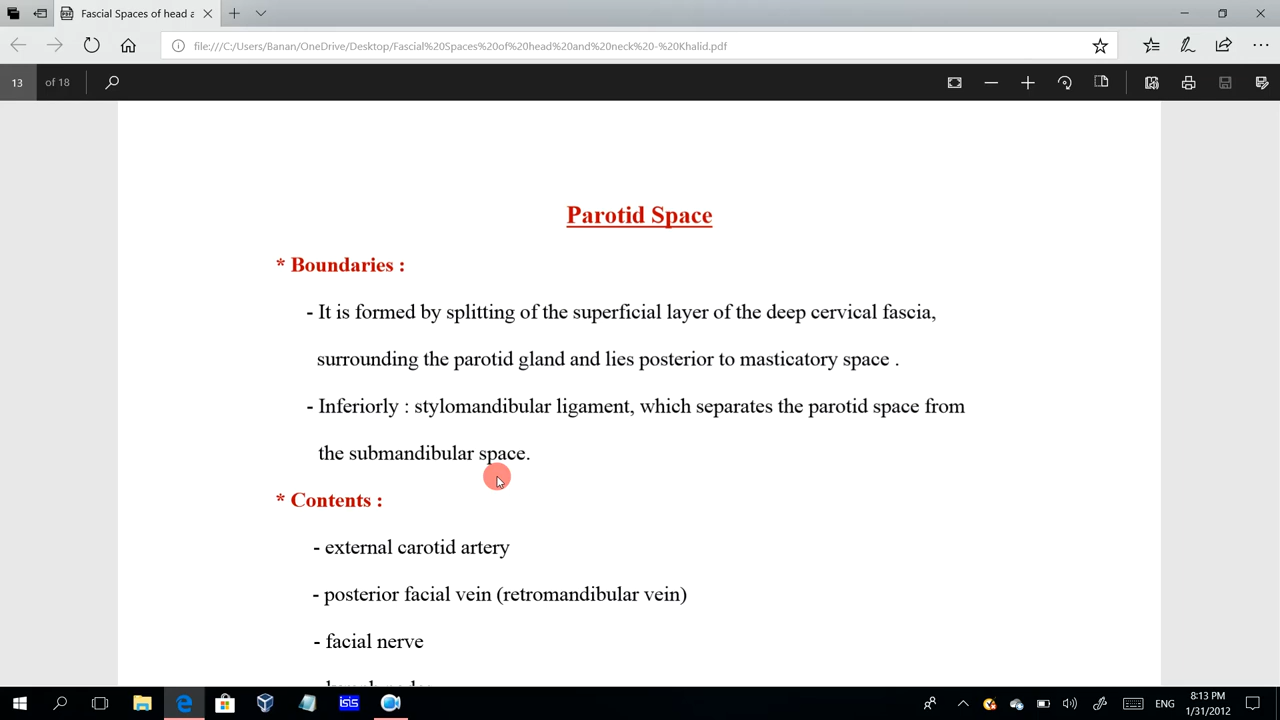 Fascial Spaces of head a
file:///C:/Users/Banan/OneDrive/Desktop/Fascial%20Spaces%20of%20head%20and%20neck%20-%20Khalid.pdf
13 of 18
Parotid Space
* Boundaries :
- It is formed by splitting of the superficial layer of the deep cervical fascia,
surrounding the parotid gland and lies posterior to masticatory space .
- Inferiorly : stylomandibular ligament, which separates the parotid space from
the submandibular space.
* Contents :
- external carotid artery
- posterior facial vein (retromandibular vein)
- facial nerve
ISIS
ENG
8:13 PM
1/31/2012